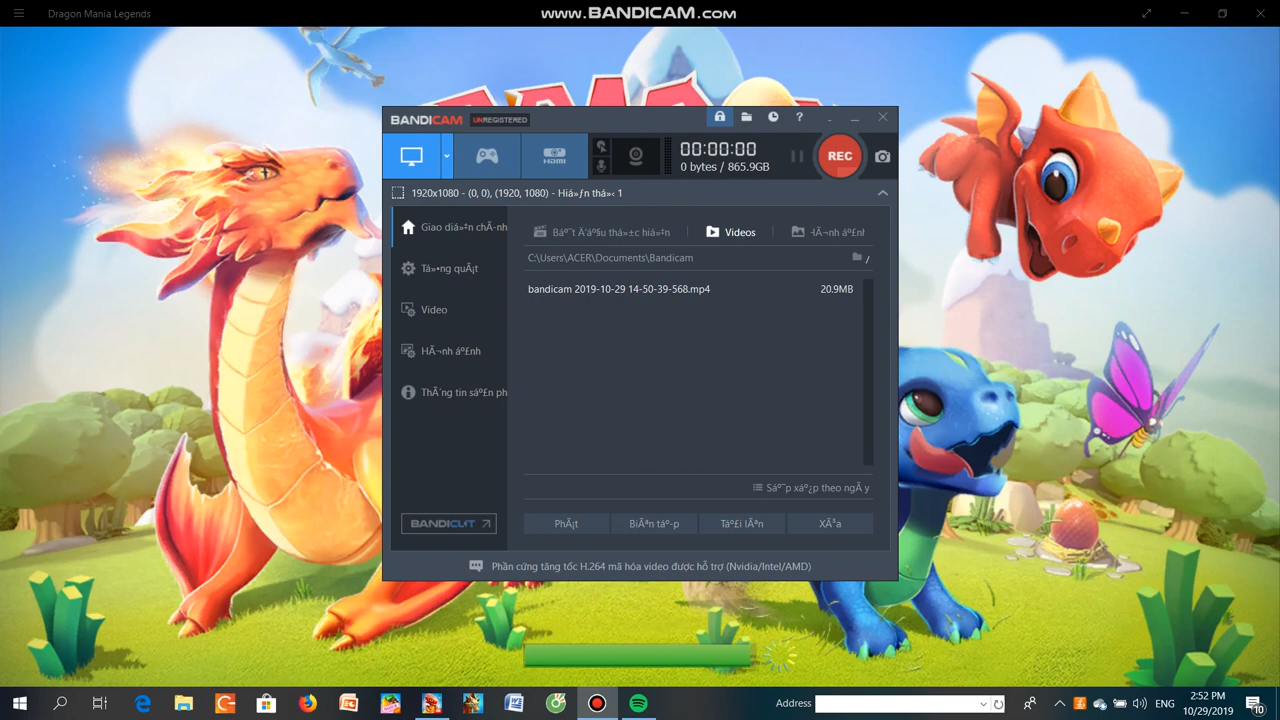 Dragon Mania Legends
www.BANDICAM.com
BANDICAM UNREGISTERED
HDMI
00:00:00
0 bytes / 865.9GB
REC
1920x1080 - (0, 0), (1920, 1080) - Hiá»ƒn thá»‹ 1
Giao diá»‡n chÃ­nh
Báº¯t Ä'áº§u thá»±c hiá»‡n
Videos
HÃ¬nh áº£nh
C:\Users\ACER\Documents\Bandicam
/
Tá»•ng quÃ¡t
bandicam 2019-10-29 14-50-39-568.mp4 20.9MB
Video
HÃ¬nh áº£nh
ThÃ´ng tin sáº£n ph
Sáº¯p xáº¿p theo ngÃ y
BANDICUT
PhÃ¡t
BiÃªn táº­p
Táº£i lÃªn
XÃ³a
Phần cứng tăng tốc H.264 mã hóa video được hỗ trợ (Nvidia/Intel/AMD)
Address
2:52 PM
10/29/2019
10